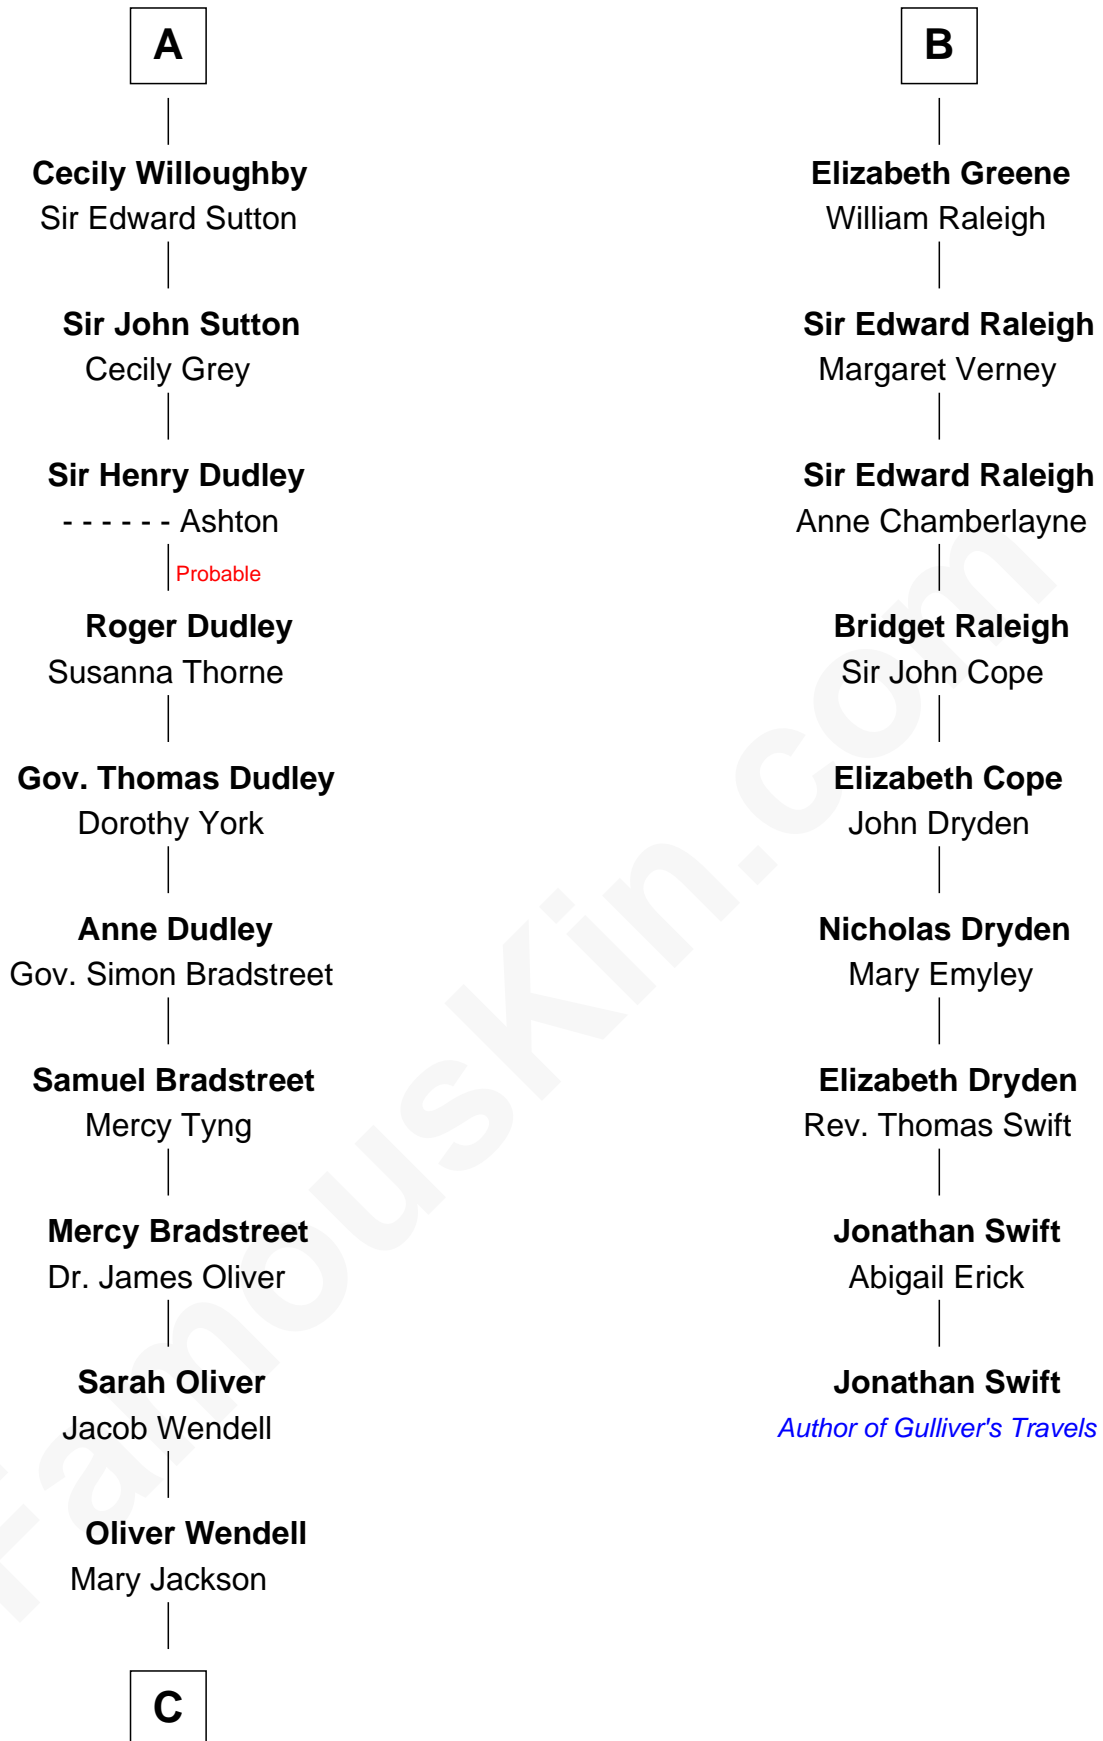 A
Cecily Willoughby
Sir Edward Sutton
Sir John Sutton
Cecily Grey
Sir Henry Dudley
- - - - - - Ashton
Probable
Roger Dudley
Susanna Thorne
Gov. Thomas Dudley
Dorothy York
Anne Dudley
Gov. Simon Bradstreet
Samuel Bradstreet
Mercy Tyng
Mercy Bradstreet
Dr. James Oliver
Sarah Oliver
Jacob Wendell
Oliver Wendell
Mary Jackson
C
B
Elizabeth Greene
William Raleigh
Sir Edward Raleigh
Margaret Verney
Sir Edward Raleigh
Anne Chamberlayne
Bridget Raleigh
Sir John Cope
Elizabeth Cope
John Dryden
Nicholas Dryden
Mary Emyley
Elizabeth Dryden
Rev. Thomas Swift
Jonathan Swift
Abigail Erick
Jonathan Swift
Author of Gulliver's Travels
FamousKin.com